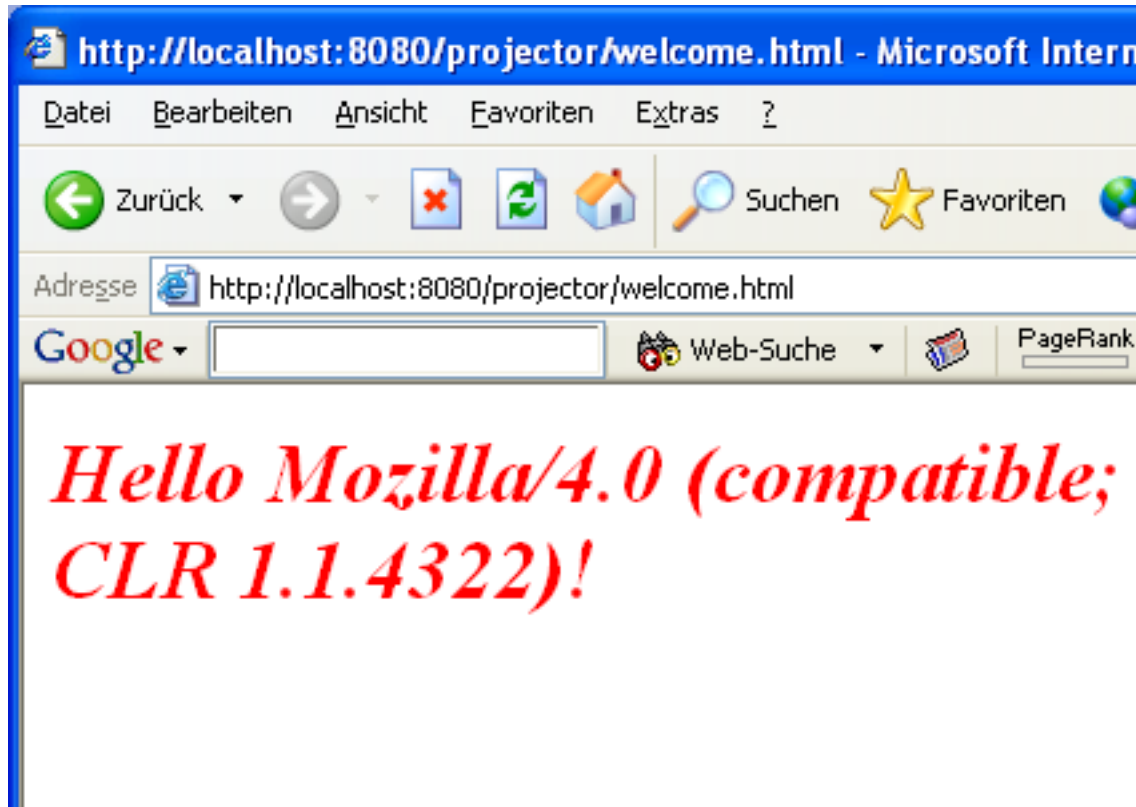 http://localhost:8080/projector/welcome.html - Microsoft Intern
Datei Bearbeiten Ansicht Favoriten Extras ?
Zurück Suchen Favoriten
Adresse http://localhost:8080/projector/welcome.html
Google Web-Suche PageRank
Hello Mozilla/4.0 (compatible;
CLR 1.1.4322)!